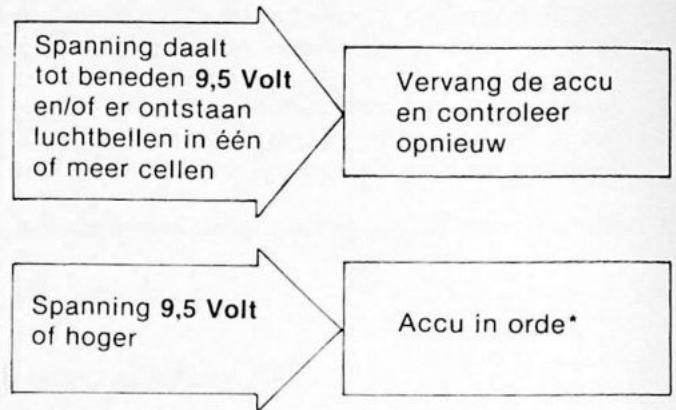 Spanning daalt
tot beneden 9,5 Volt
en/of er ontstaan
luchtbellen in één
of meer cellen
Vervang de accu
en controleer
opnieuw
Spanning 9,5 Volt
of hoger
Accu in orde*